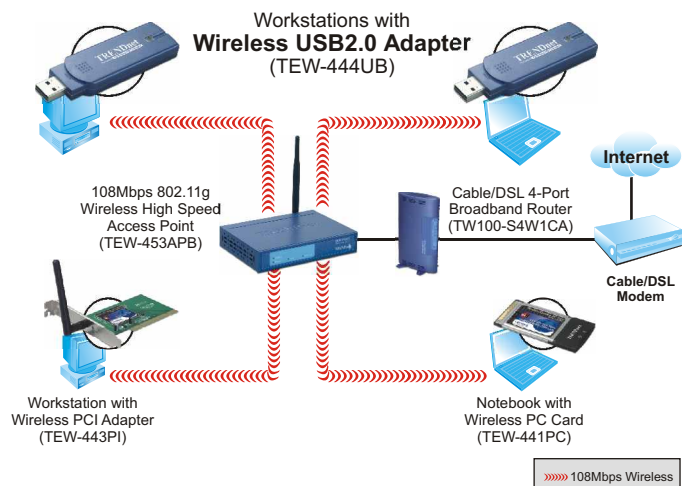 Workstations with
Wireless USB2.0 Adapter
(TEW-444UB)
TRENDnet
TRENDnet
Internet
108Mbps 802.11g
Wireless High Speed
Access Point
(TEW-453APB)
Cable/DSL 4-Port
Broadband Router
(TW100-S4W1CA)
Cable/DSL
Modem
Workstation with
Wireless PCI Adapter
(TEW-443PI)
Notebook with
Wireless PC Card
(TEW-441PC)
108Mbps Wireless